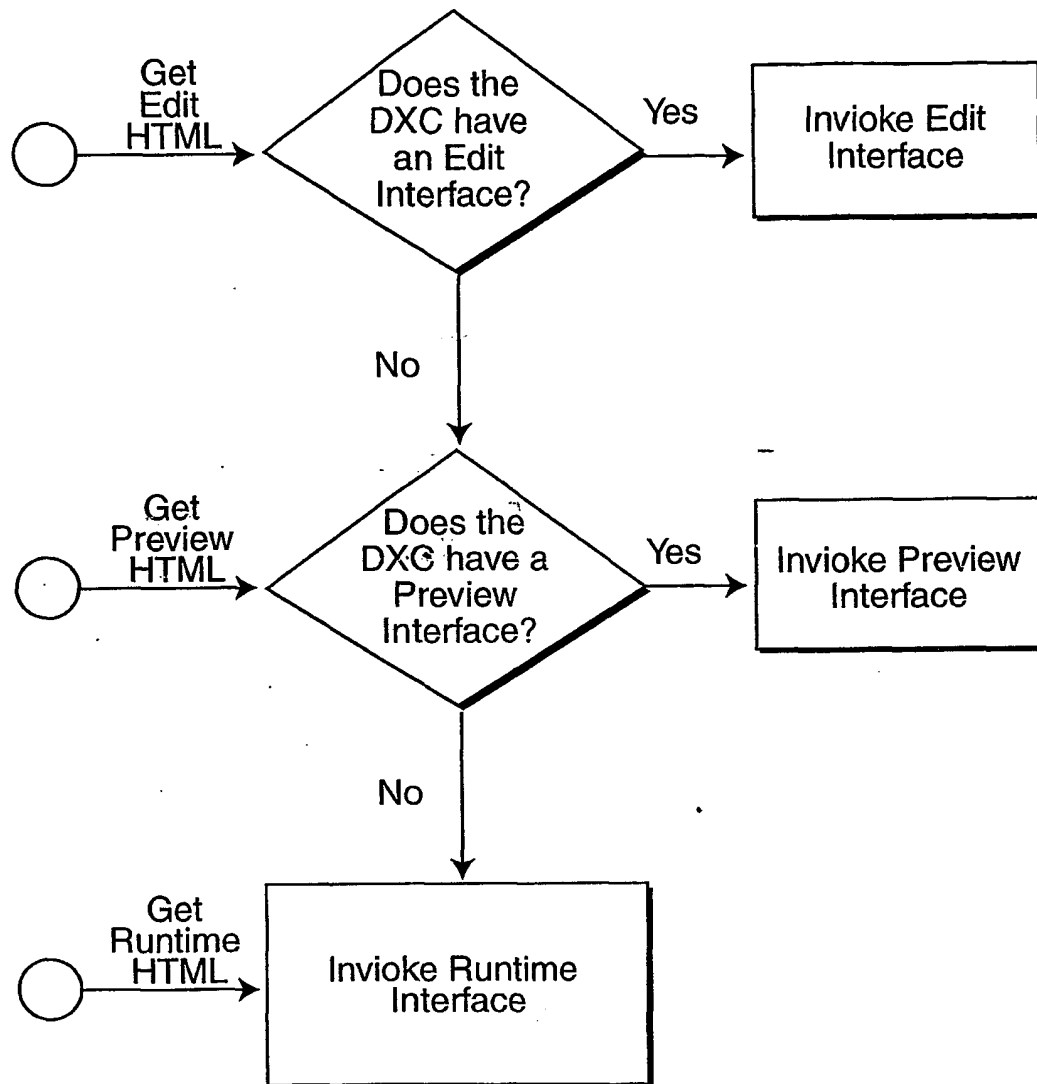 Get
Edit
HTML
Does the
DXC have
an Edit
Interface?
Yes
Invioke Edit
Interface
No
Get
Preview
HTML
Does the
DXC have a
Preview
Interface?
Yes
Invioke Preview
Interface
No
Get
Runtime
HTML
Invioke Runtime
Interface